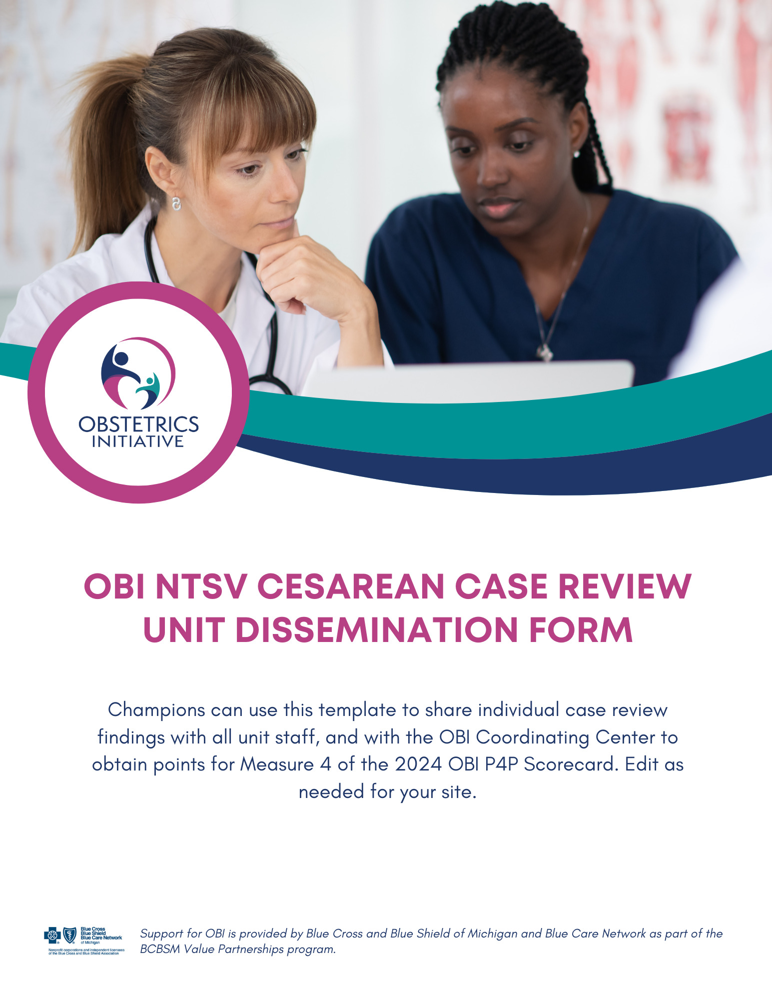 OBSTETRICS
INITIATIVE
OBI NTSV CESAREAN CASE REVIEW
UNIT DISSEMINATION FORM
Champions can use this template to share individual case review
findings with all unit staff, and with the OBI Coordinating Center to
obtain points for Measure 4 of the 2024 OBI P4P Scorecard. Edit as
needed for your site.
Blue Cross
Blue Shield
Blue Care Network
of Michigan
Nonprofit corporations and independent licensees
of the Blue Cross and Blue Shield Association
Support for OBI is provided by Blue Cross and Blue Shield of Michigan and Blue Care Network as part of the
BCBSM Value Partnerships program.